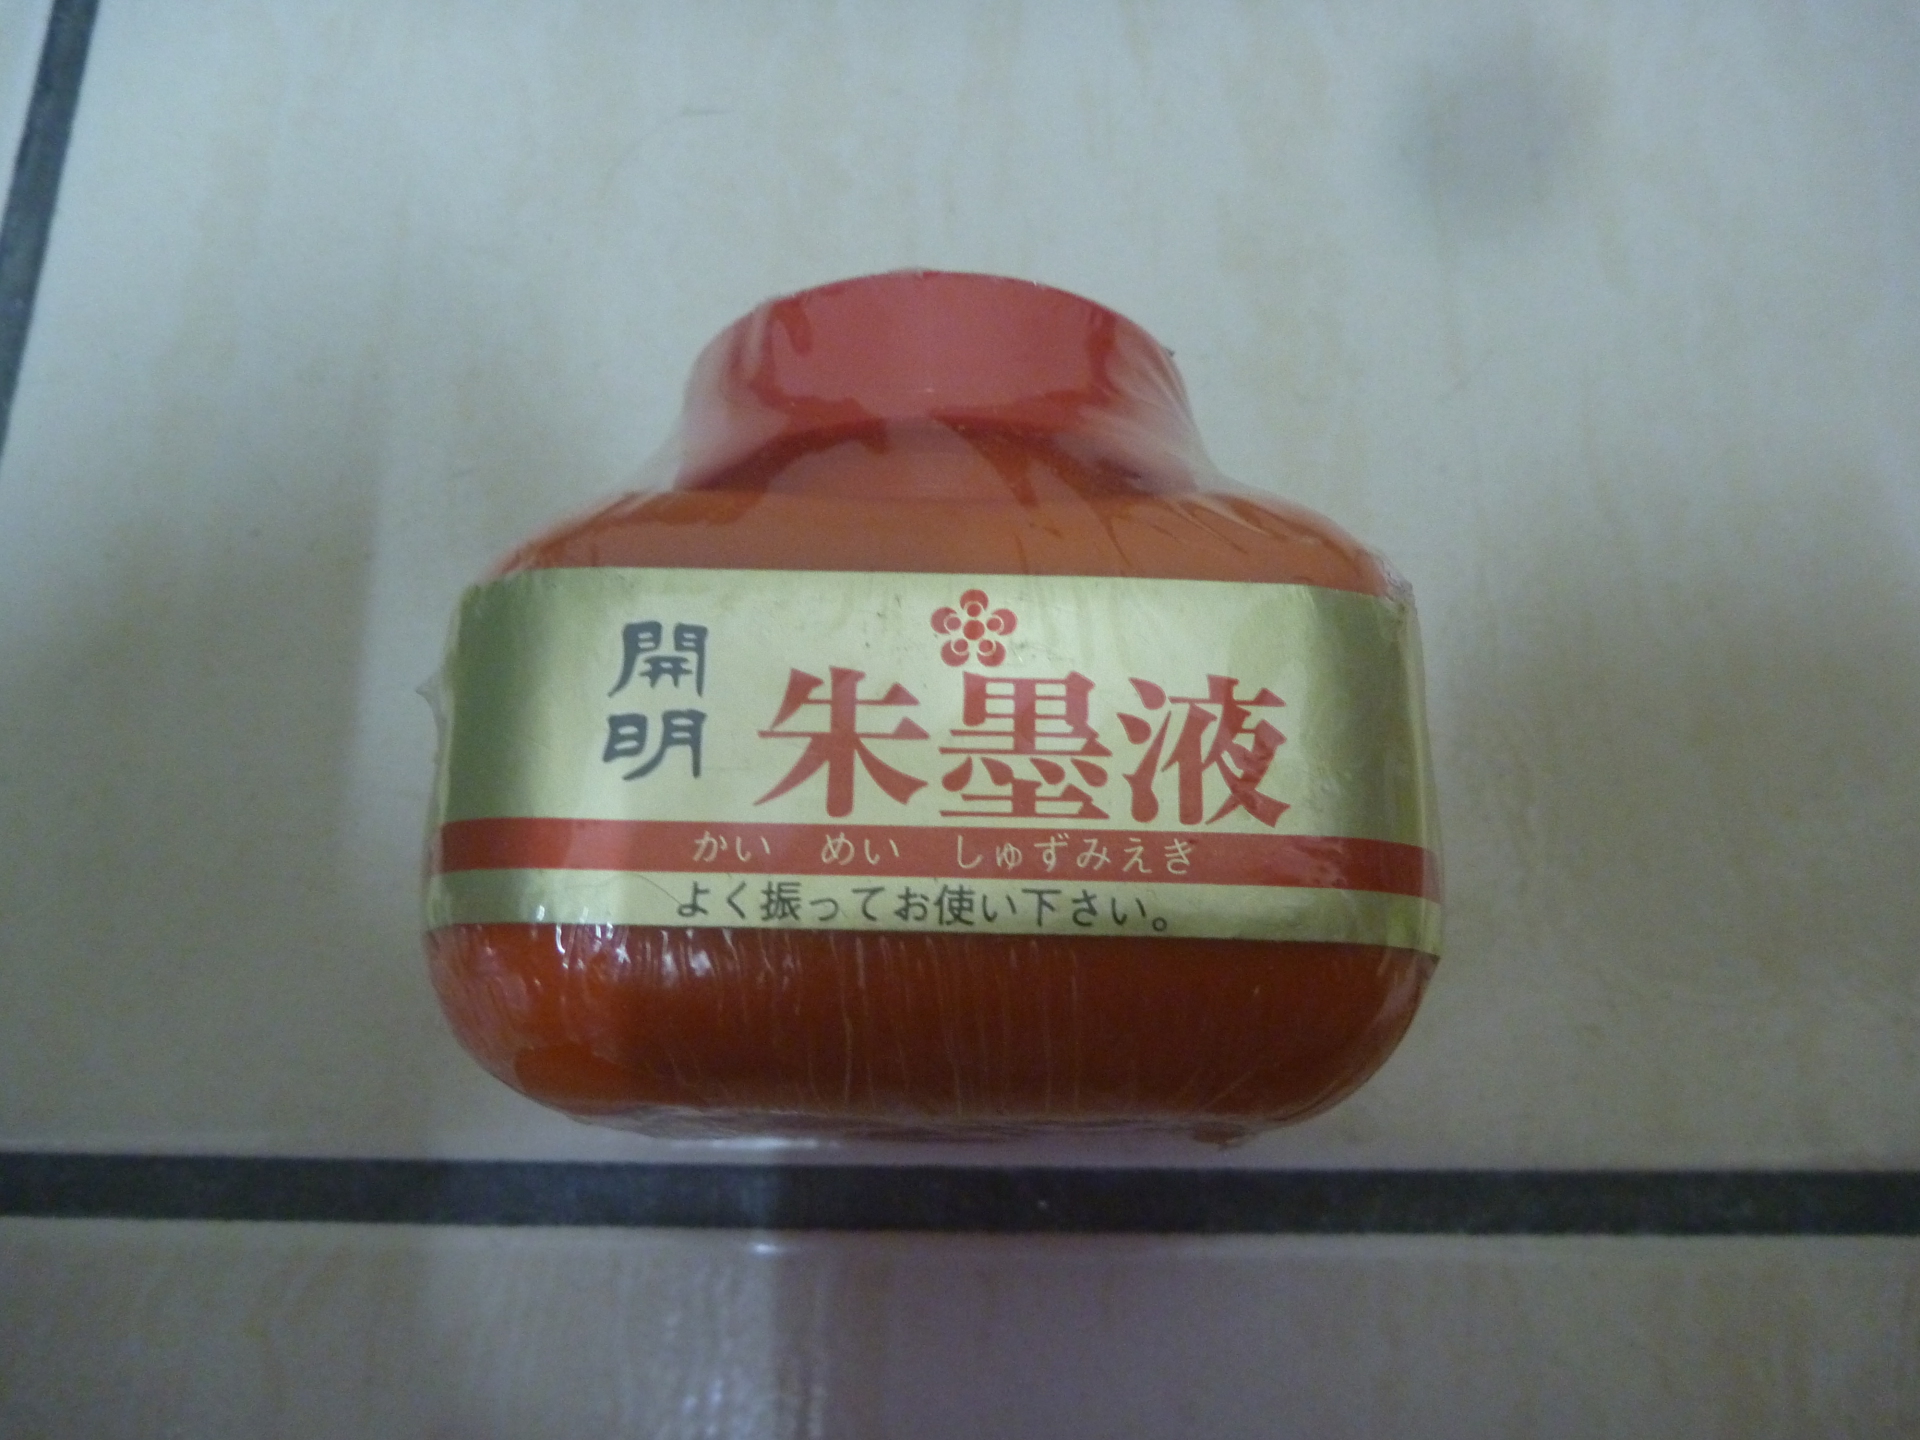 開明
朱墨液
かい めい しゅずみえき
よく振ってお使い下さい。